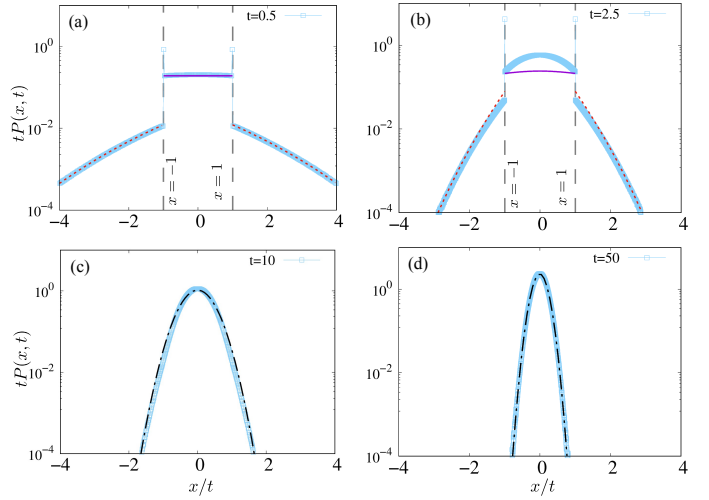 (a)
t=0.5
10^0
10^{-2}
10^{-4}
tP(x, t)
x = -1
x = 1
-4 -2 0 2 4
(b)
t=2.5
10^0
10^{-2}
10^{-4}
x = -1
x = 1
-4 -2 0 2 4
(c)
t=10
10^0
10^{-2}
10^{-4}
tP(x, t)
-4 -2 0 2 4
x/t
(d)
t=50
10^0
10^{-2}
10^{-4}
-4 -2 0 2 4
x/t